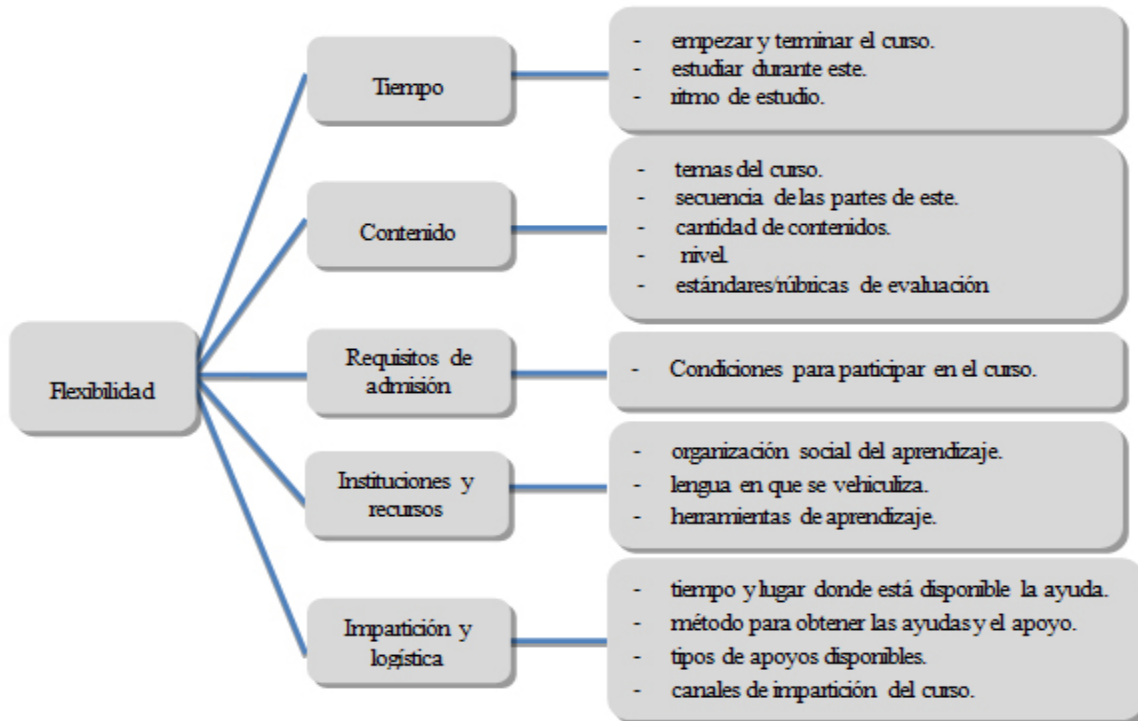 Flexibilidad
Tiempo
- empezar y terminar el curso.
- estudiar durante este.
- ritmo de estudio.
Contenido
- temas del curso.
- secuencia de las partes de este.
- cantidad de contenidos.
- nivel.
- estándares/rúbricas de evaluación
Requisitos de
admisión
- Condiciones para participar en el curso.
Instituciones y
recursos
- organización social del aprendizaje.
- lengua en que se vehiculiza.
- herramientas de aprendizaje.
Impartición y
logística
- tiempo y lugar donde está disponible la ayuda.
- método para obtener las ayudas y el apoyo.
- tipos de apoyos disponibles.
- canales de impartición del curso.